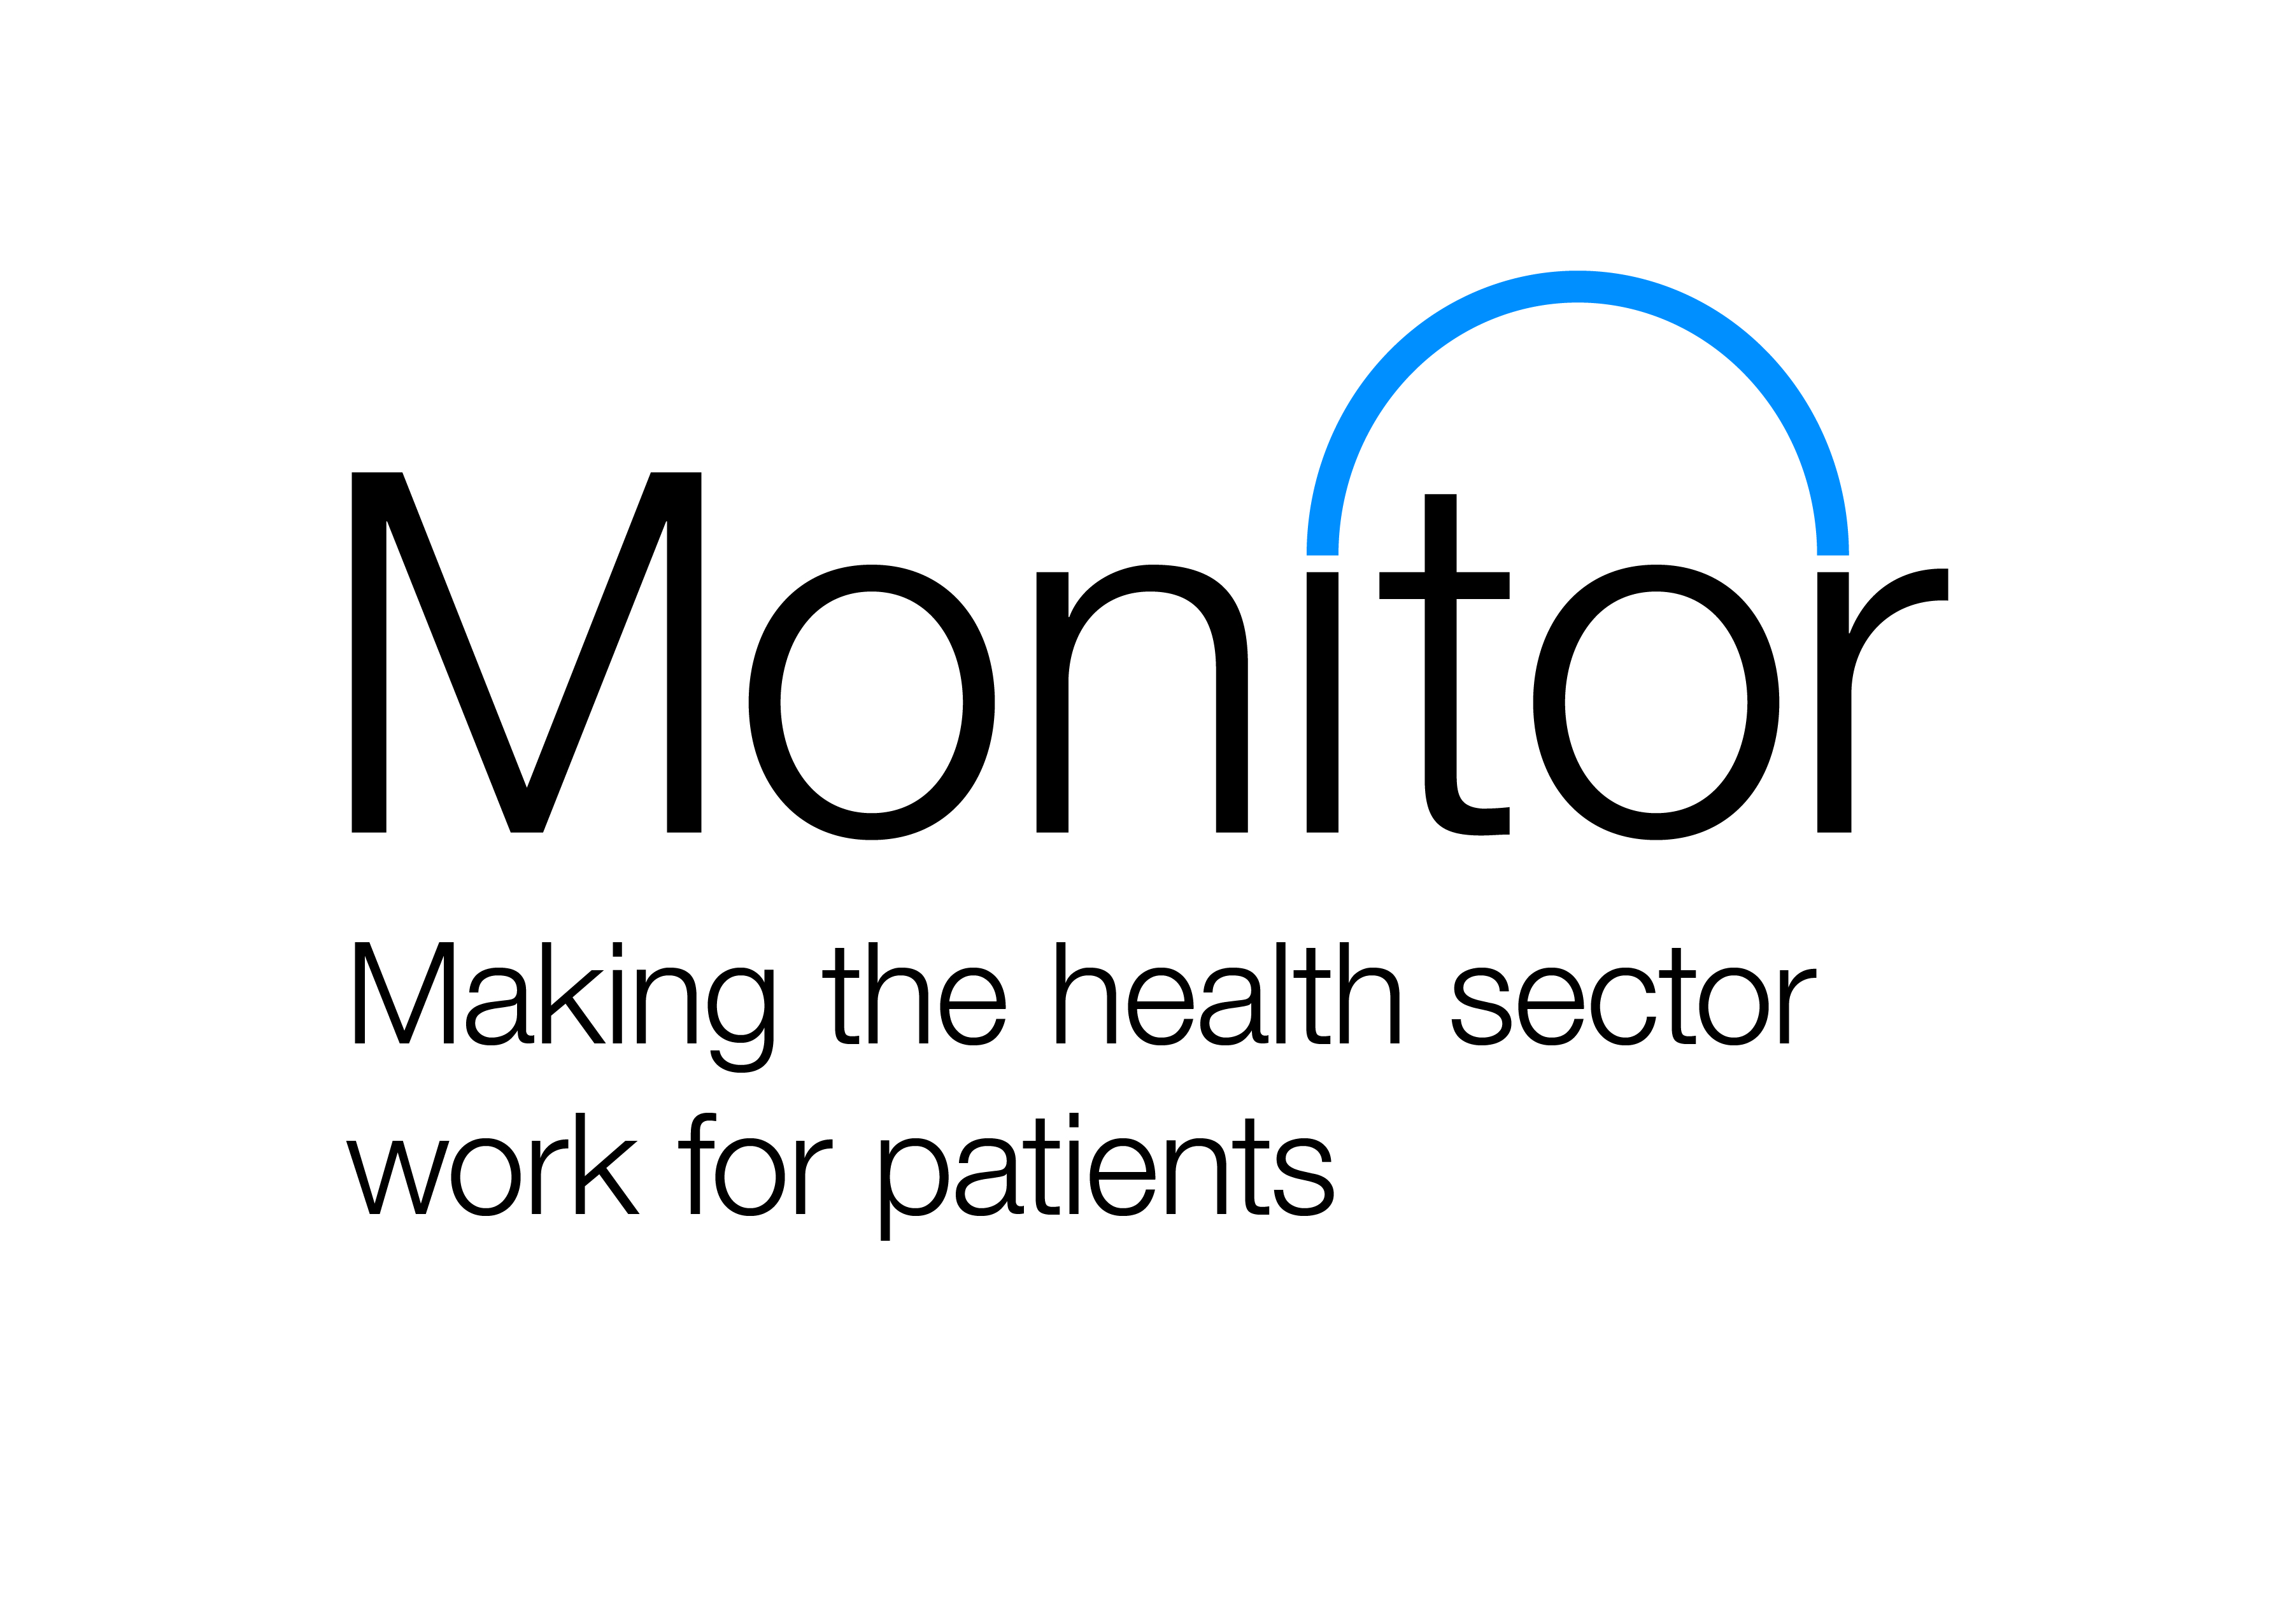 Monitor
Making the health sector
work for patients